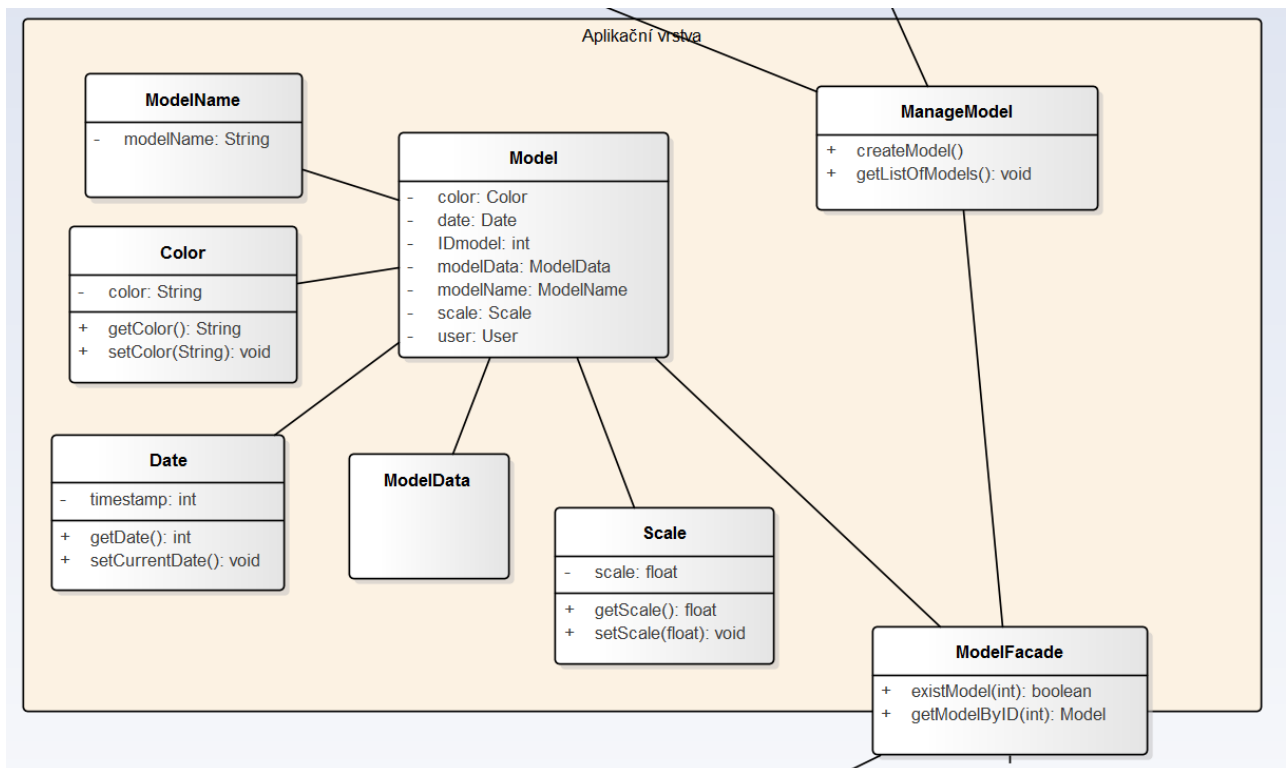 Aplikační vrstva
ModelName
- modelName: String
Model
- color: Color
- date: Date
- IDmodel: int
- modelData: ModelData
- modelName: ModelName
- scale: Scale
- user: User
ManageModel
+ createModel()
+ getListOfModels(): void
Color
- color: String
+ getColor(): String
+ setColor(String): void
Date
- timestamp: int
+ getDate(): int
+ setCurrentDate(): void
ModelData
Scale
- scale: float
+ getScale(): float
+ setScale(float): void
ModelFacade
+ existModel(int): boolean
+ getModelByID(int): Model